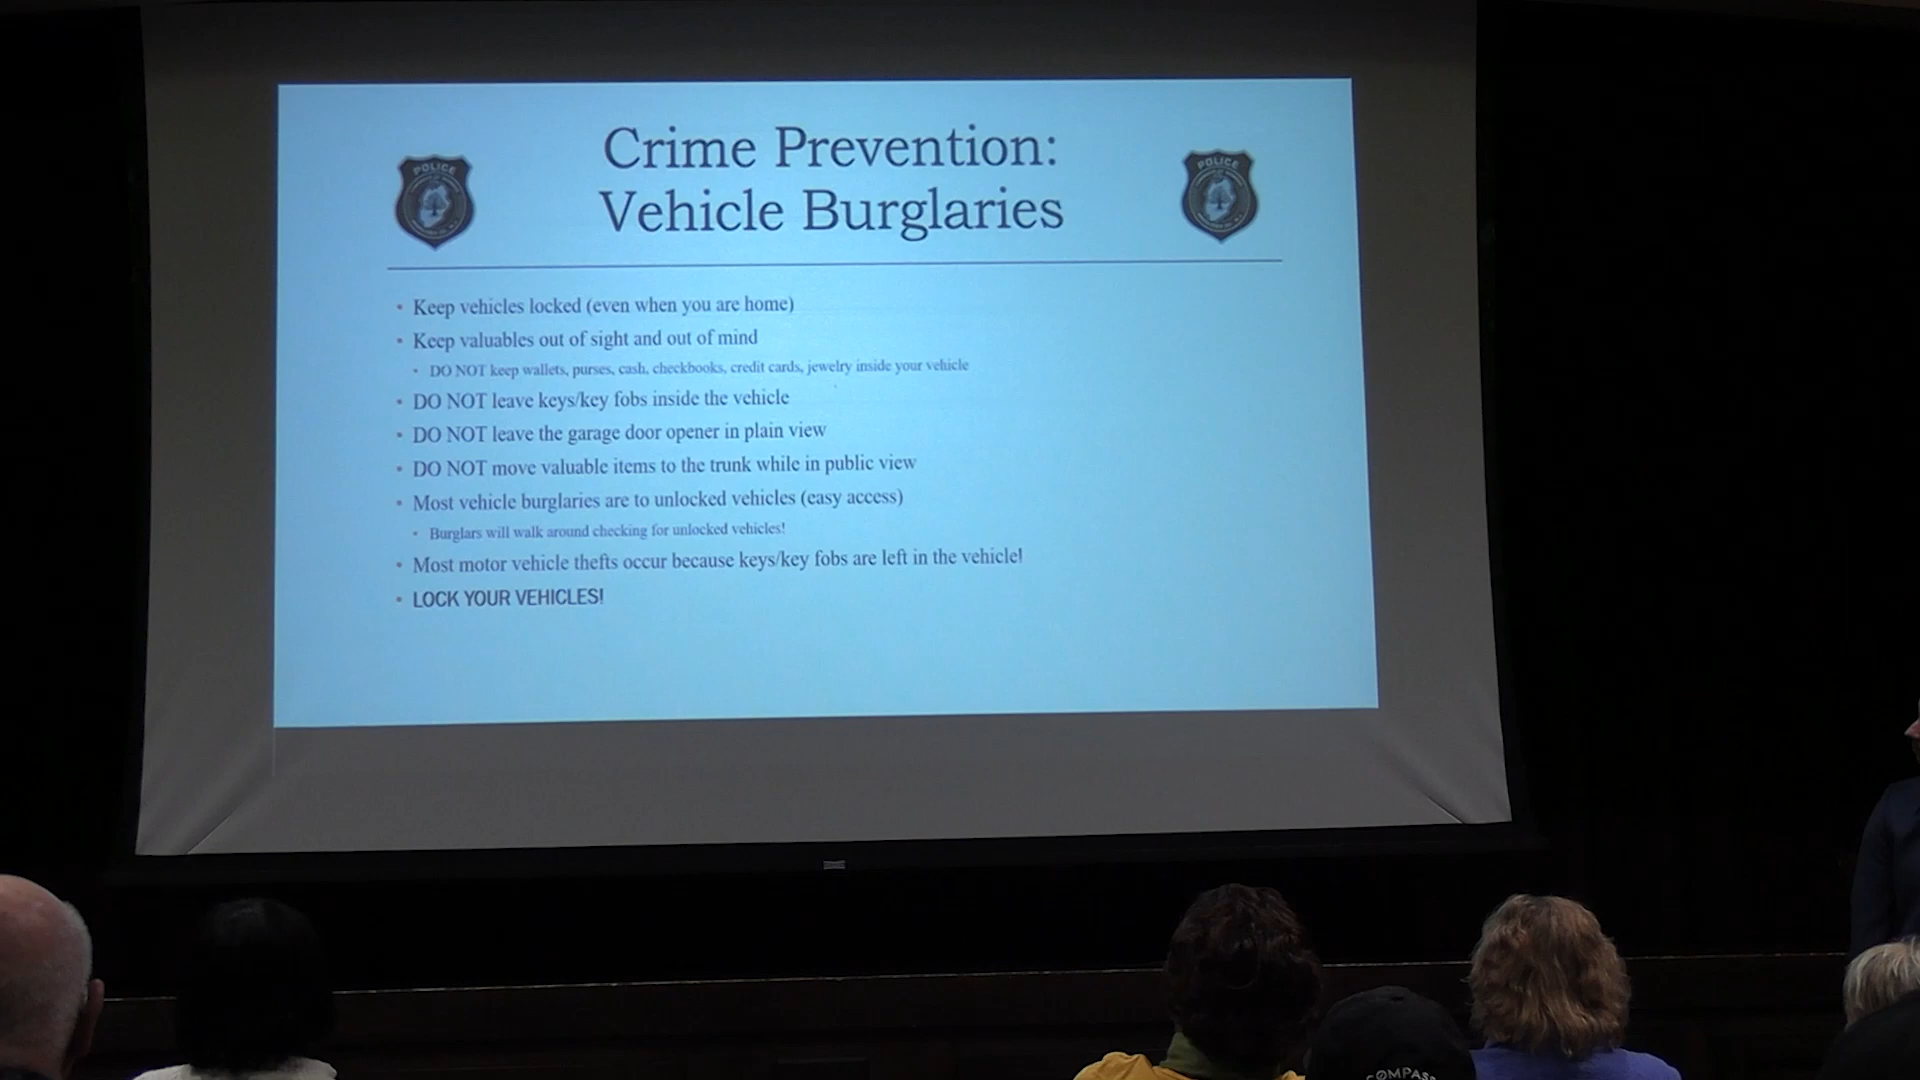 Crime Prevention:
Vehicle Burglaries
POLICE
POLICE
• Keep vehicles locked (even when you are home)
• Keep valuables out of sight and out of mind
• DO NOT keep wallets, purses, cash, checkbooks, credit cards, jewelry inside your vehicle
• DO NOT leave keys/key fobs inside the vehicle
• DO NOT leave the garage door opener in plain view
• DO NOT move valuable items to the trunk while in public view
• Most vehicle burglaries are to unlocked vehicles (easy access)
• Burglars will walk around checking for unlocked vehicles!
• Most motor vehicle thefts occur because keys/key fobs are left in the vehicle!
• LOCK YOUR VEHICLES!